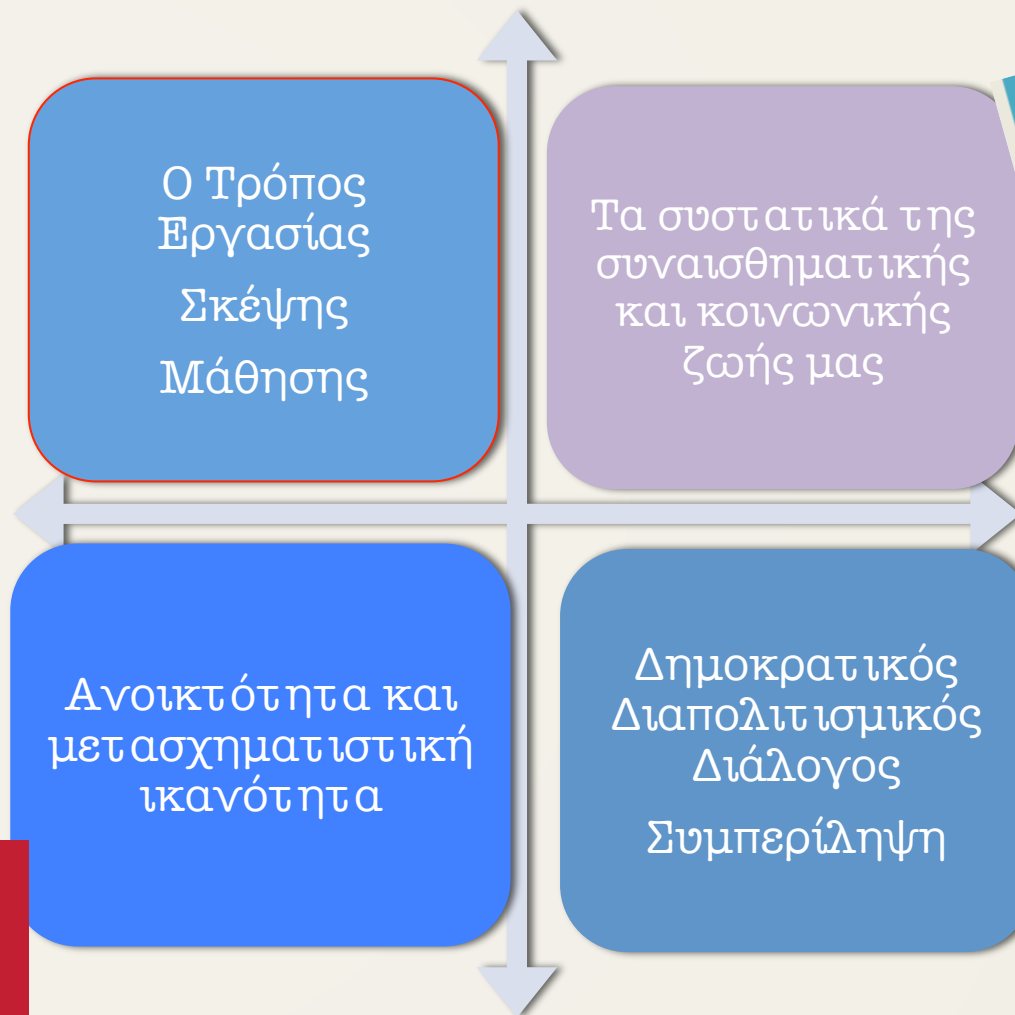 Ο Τρόπος
Εργασίας
Σκέψης
Μάθησης
Τα συστατικά της
συναισθηματικής
και κοινωνικής
ζωής μας
Ανοικτότητα και
μετασχηματιστική
ικανότητα
Δημοκρατικός
Διαπολιτισμικός
Διάλογος
Συμπερίληψη